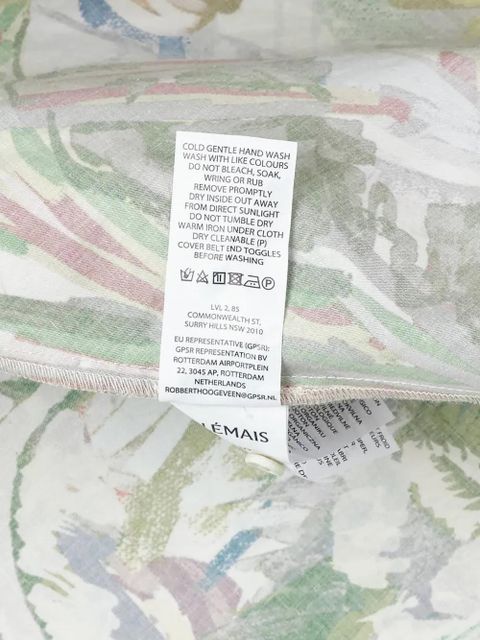 COLD GENTLE HAND WASH
WASH WITH LIKE COLOURS
DO NOT BLEACH, SOAK,
WRING OR RUB
REMOVE PROMPTLY
DRY INSIDE OUT AWAY
FROM DIRECT SUNLIGHT
DO NOT TUMBLE DRY
WARM IRON UNDER CLOTH
DRY CLEANABLE (P)
COVER BELT END TOGGLES
BEFORE WASHING
P
LVL 2, 85
COMMONWEALTH ST,
SURRY HILLS NSW 2010
EU REPRESENTATIVE (GPSR):
GPSR REPRESENTATION BV
ROTTERDAM AIRPORTPLEIN
22, 3045 AP, ROTTERDAM
NETHERLANDS
ROBBERTHOOGEVEEN@GPSR.NL
LÉMAIS